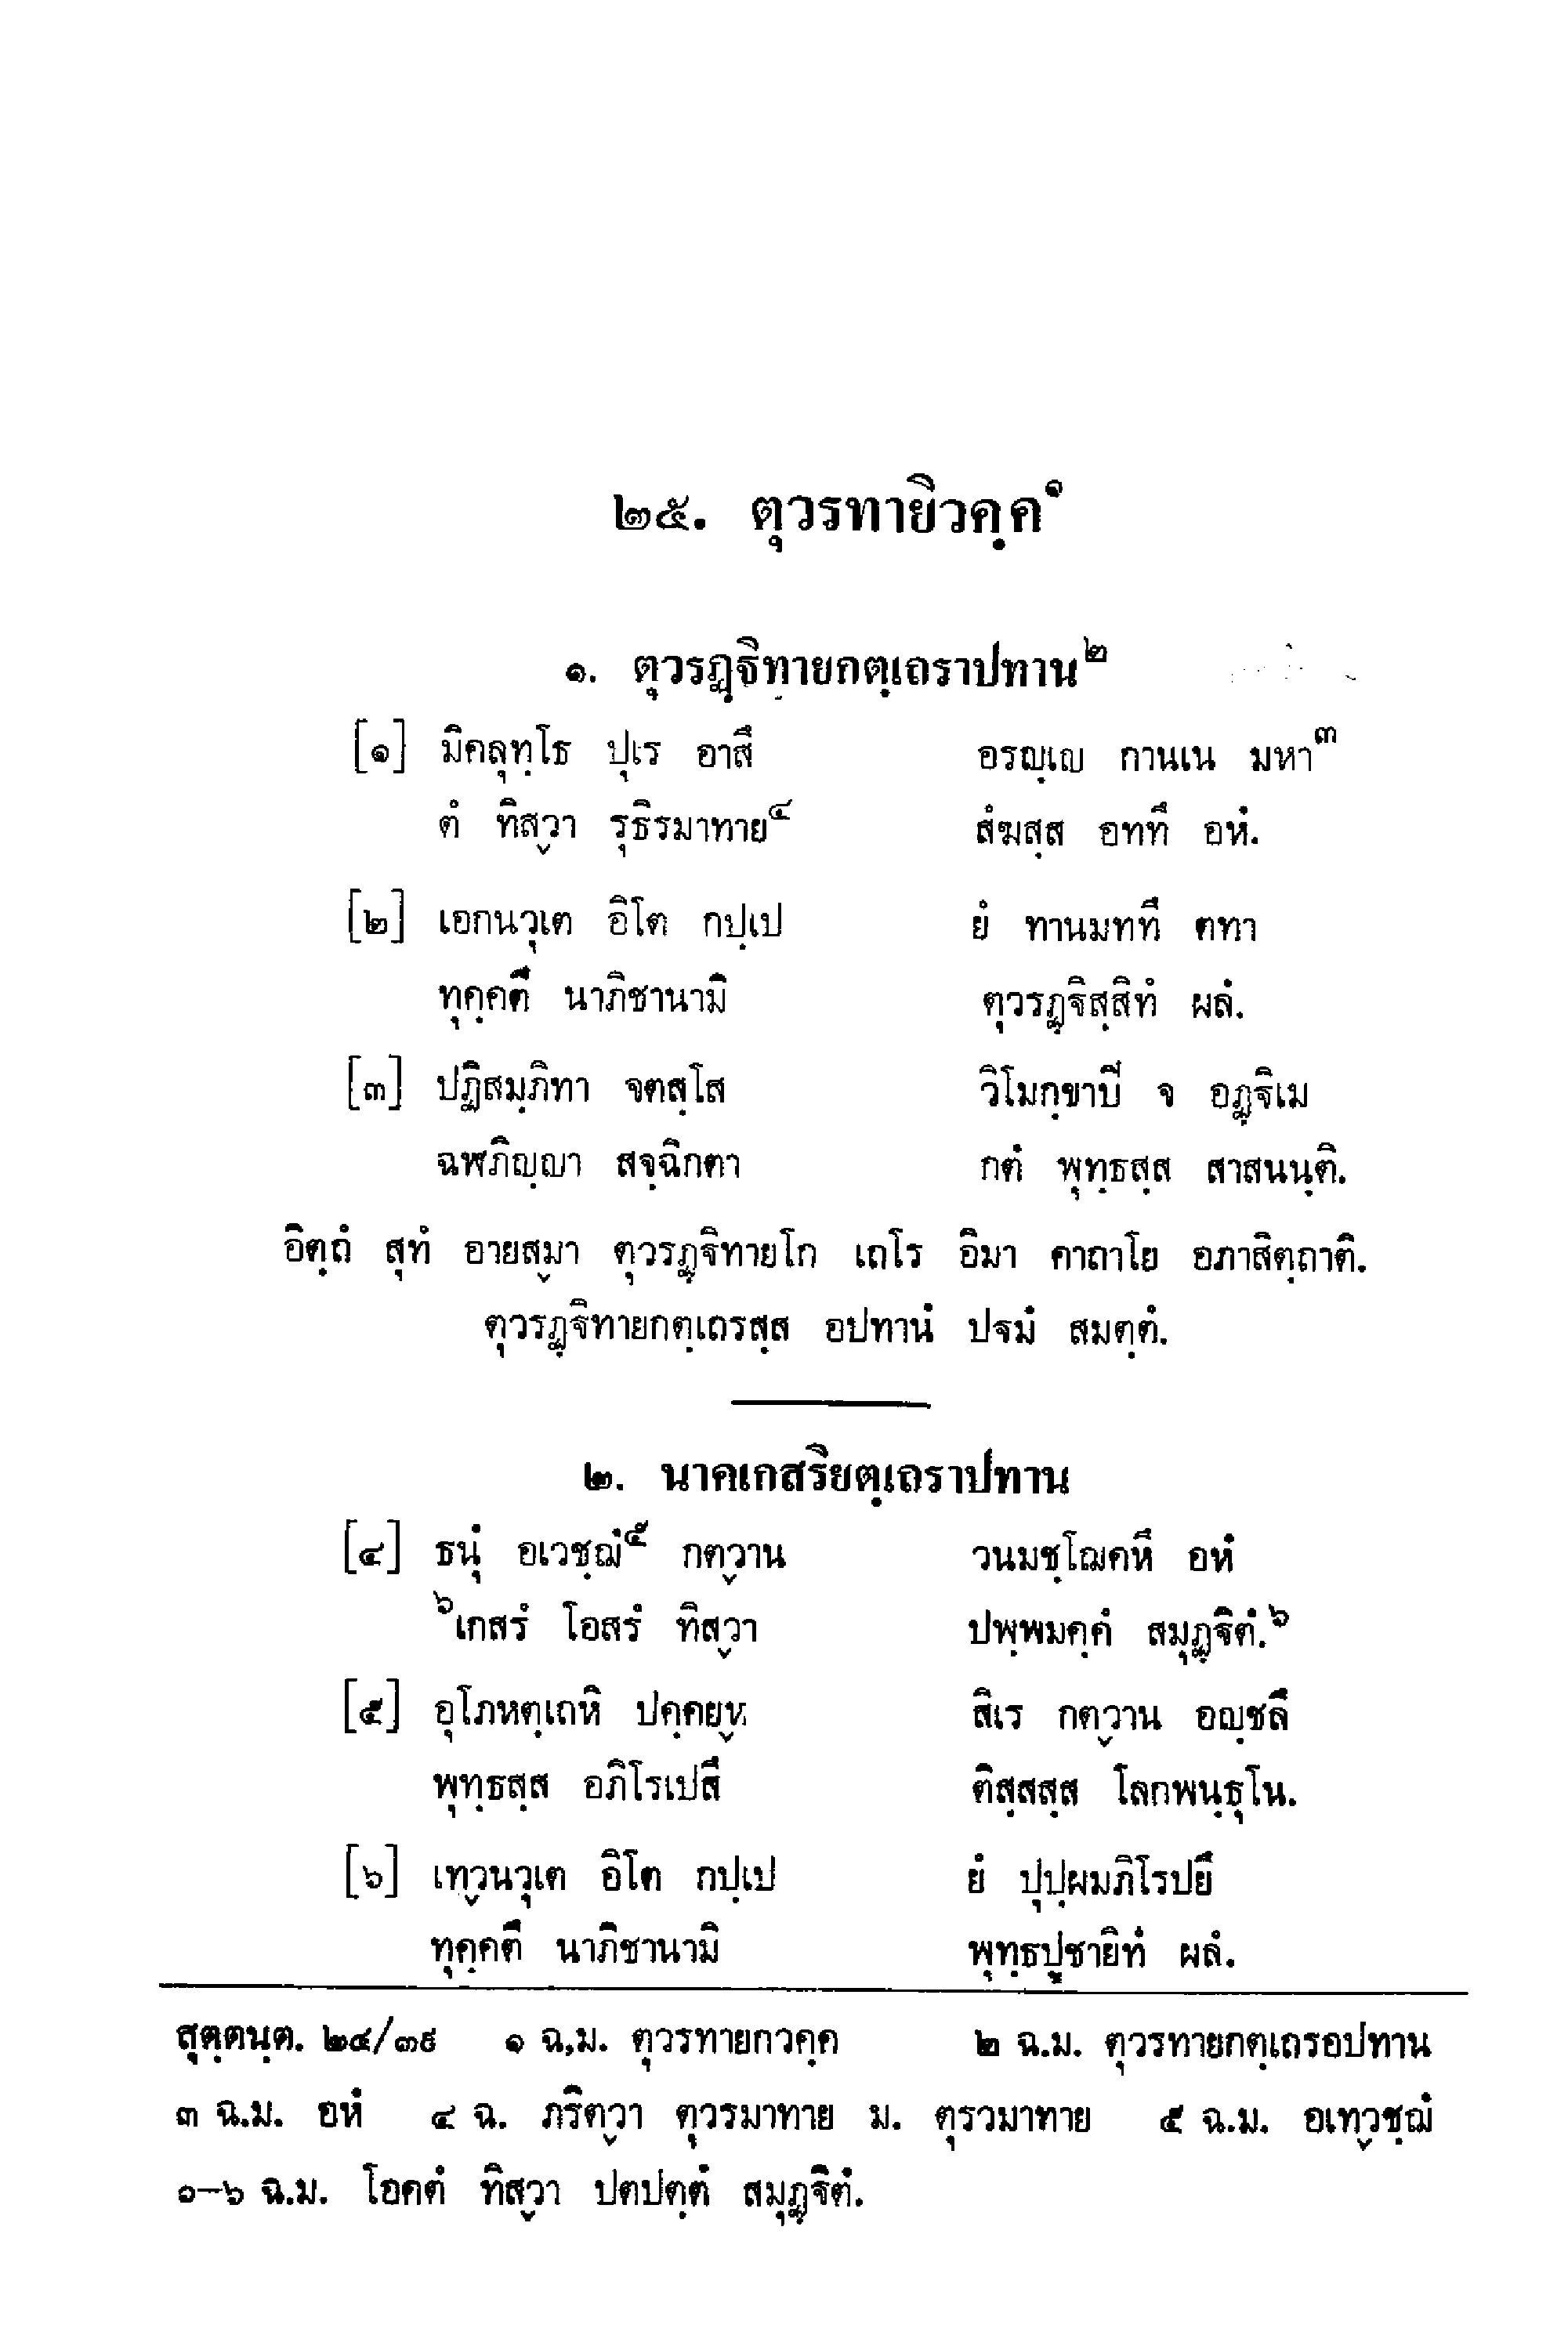 ๒๕. ตุวรทายิวคฺค๑
๑. ตุวรฏฺฐิทายกตฺเถราปทาน๒
[๑] มิคลุทฺโธ ปุเร อาสึ อรญฺเญ กานเน มหา๓
ตํ ทิสฺวา รุธิรมาทาย๔ สํฆสฺส อททึ อหํ.
[๒] เอกนวุเต อิโต กปฺเป ยํ ทานมททึ ตทา
ทุคฺคตึ นาภิชานามิ ตุวรฏฺฐิสฺสิทํ ผลํ.
[๓] ปฏิสมฺภิทา จตสฺโส วิโมกฺขาปิ จ อฏฺฐิเม
ฉฬภิญฺญา สจฺฉิกตา กตํ พุทฺธสฺส สาสนนฺติ.
อิตฺถํ สุทํ อายสฺมา ตุวรฏฺฐิทายโก เถโร อิมา คาถาโย อภาสิตฺถาติ.
ตุวรฏฺฐิทายกตฺเถรสฺส อปทานํ ปฐมํ สมตฺตํ.
๒. นาคเกสริยตฺเถราปทาน
[๔] ธนุํ อเวชฺฌํ๕ กตฺวาน วนมชฺโฌคหึ อหํ
๖เกสรํ โอสรํ ทิสฺวา ปพฺพมคฺคํ สมุฏฺฐิตํ.๖
[๕] อุโภหตฺเถหิ ปคฺคยฺห สิเร กตฺวาน อญฺชลึ
พุทฺธสฺส อภิโรเปสึ ติสฺสสฺส โลกพนฺธุโน.
[๖] เทฺวนวุเต อิโต กปฺเป ยํ ปุปฺผมภิโรปยึ
ทุคฺคตึ นาภิชานามิ พุทฺธปูชายิทํ ผลํ.
สุตฺตนฺต. ๒๔/๓๙ ๑ ฉ,ม. ตุวรทายกวคฺค ๒ ฉ.ม. ตุวรทายกตฺเถรอปทาน
๓ ฉ.ม. อหํ ๔ ฉ. ภริตฺวา ตุวรมาทาย ม. ตุรวมาทาย ๕ ฉ.ม. อเทฺวชฺฌํ
๑-๖ ฉ.ม. โอคตํ ทิสฺวา ปตปตฺตํ สมุฏฺฐิตํ.